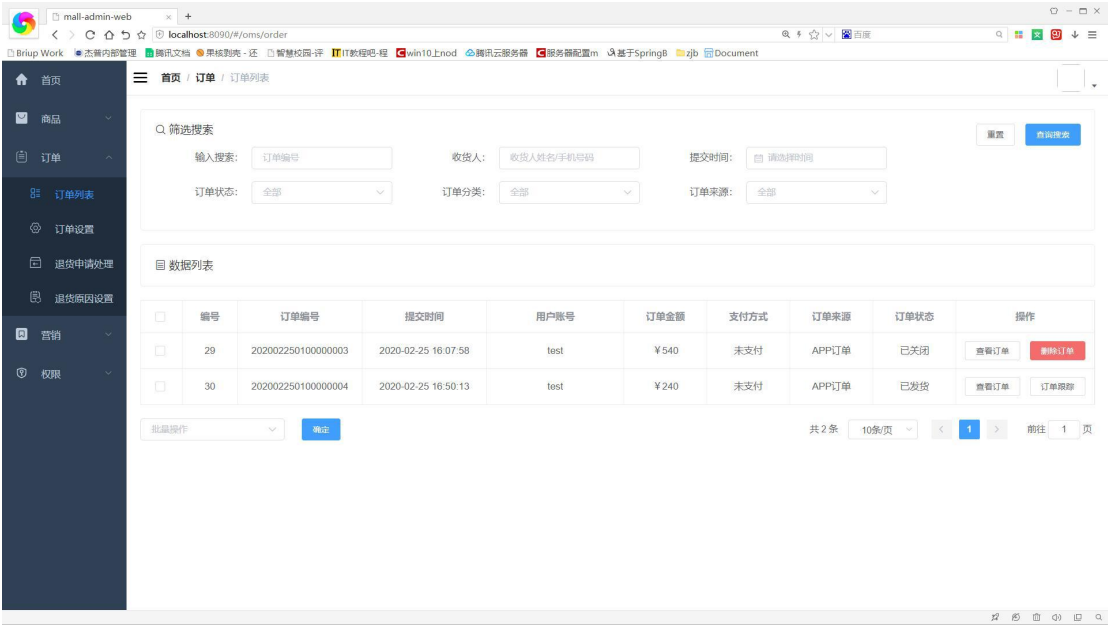 mall-admin-web
localhost:8090/#/oms/order
百度
Briup Work 杰普内部管理 腾讯文档 果核剥壳 - 还 智慧校园-评 IT教程吧-程 win10上nod 腾讯云服务器 服务器配置m 基于SpringB zjb Document
首页
首页 / 订单 / 订单列表
商品
订单
订单列表
订单设置
退货申请处理
退货原因设置
营销
权限
筛选搜索
重置
查询搜索
输入搜索： 订单编号
收货人： 收货人姓名/手机号码
提交时间： 请选择时间
订单状态： 全部
订单分类： 全部
订单来源： 全部
数据列表
编号 订单编号 提交时间 用户账号 订单金额 支付方式 订单来源 订单状态 操作
29 202002250100000003 2020-02-25 16:07:58 test ￥540 未支付 APP订单 已关闭 查看订单 删除订单
30 202002250100000004 2020-02-25 16:50:13 test ￥240 未支付 APP订单 已发货 查看订单 订单跟踪
批量操作 确定
共 2 条 10条/页 1 前往 1 页